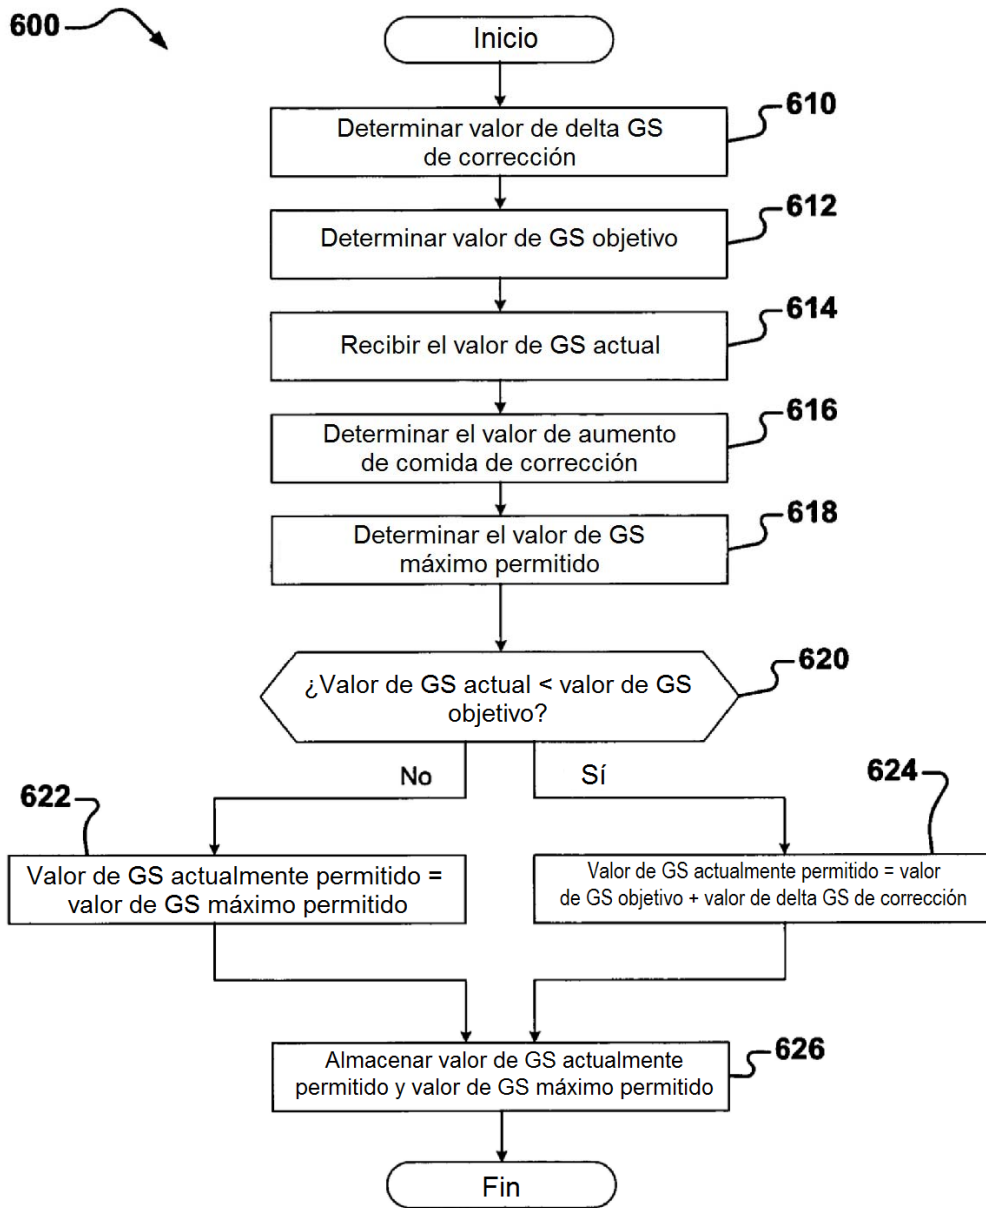 600
Inicio
610
Determinar valor de delta GS
de corrección
612
Determinar valor de GS objetivo
614
Recibir el valor de GS actual
616
Determinar el valor de aumento
de comida de corrección
618
Determinar el valor de GS
máximo permitido
620
¿Valor de GS actual < valor de GS
objetivo?
No
Sí
622
624
Valor de GS actualmente permitido =
valor de GS máximo permitido
Valor de GS actualmente permitido = valor
de GS objetivo + valor de delta GS de corrección
626
Almacenar valor de GS actualmente
permitido y valor de GS máximo permitido
Fin